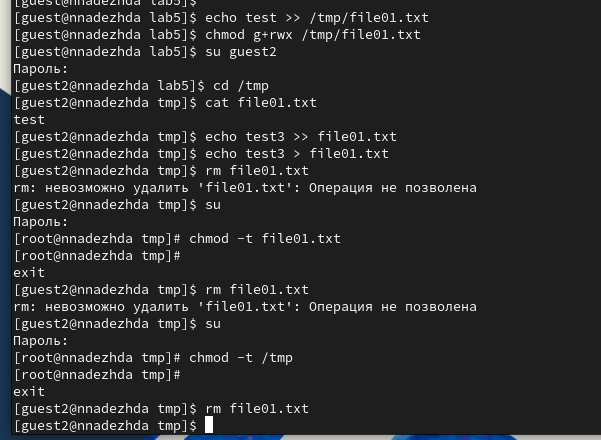 [guest@nnadezhda lab5]$
[guest@nnadezhda lab5]$ echo test >> /tmp/file01.txt
[guest@nnadezhda lab5]$ chmod g+rwx /tmp/file01.txt
[guest@nnadezhda lab5]$ su guest2
Пароль:
[guest2@nnadezhda lab5]$ cd /tmp
[guest2@nnadezhda tmp]$ cat file01.txt
test
[guest2@nnadezhda tmp]$ echo test3 >> file01.txt
[guest2@nnadezhda tmp]$ echo test3 > file01.txt
[guest2@nnadezhda tmp]$ rm file01.txt
rm: невозможно удалить 'file01.txt': Операция не позволена
[guest2@nnadezhda tmp]$ su
Пароль:
[root@nnadezhda tmp]# chmod -t file01.txt
[root@nnadezhda tmp]#
exit
[guest2@nnadezhda tmp]$ rm file01.txt
rm: невозможно удалить 'file01.txt': Операция не позволена
[guest2@nnadezhda tmp]$ su
Пароль:
[root@nnadezhda tmp]# chmod -t /tmp
[root@nnadezhda tmp]#
exit
[guest2@nnadezhda tmp]$ rm file01.txt
[guest2@nnadezhda tmp]$